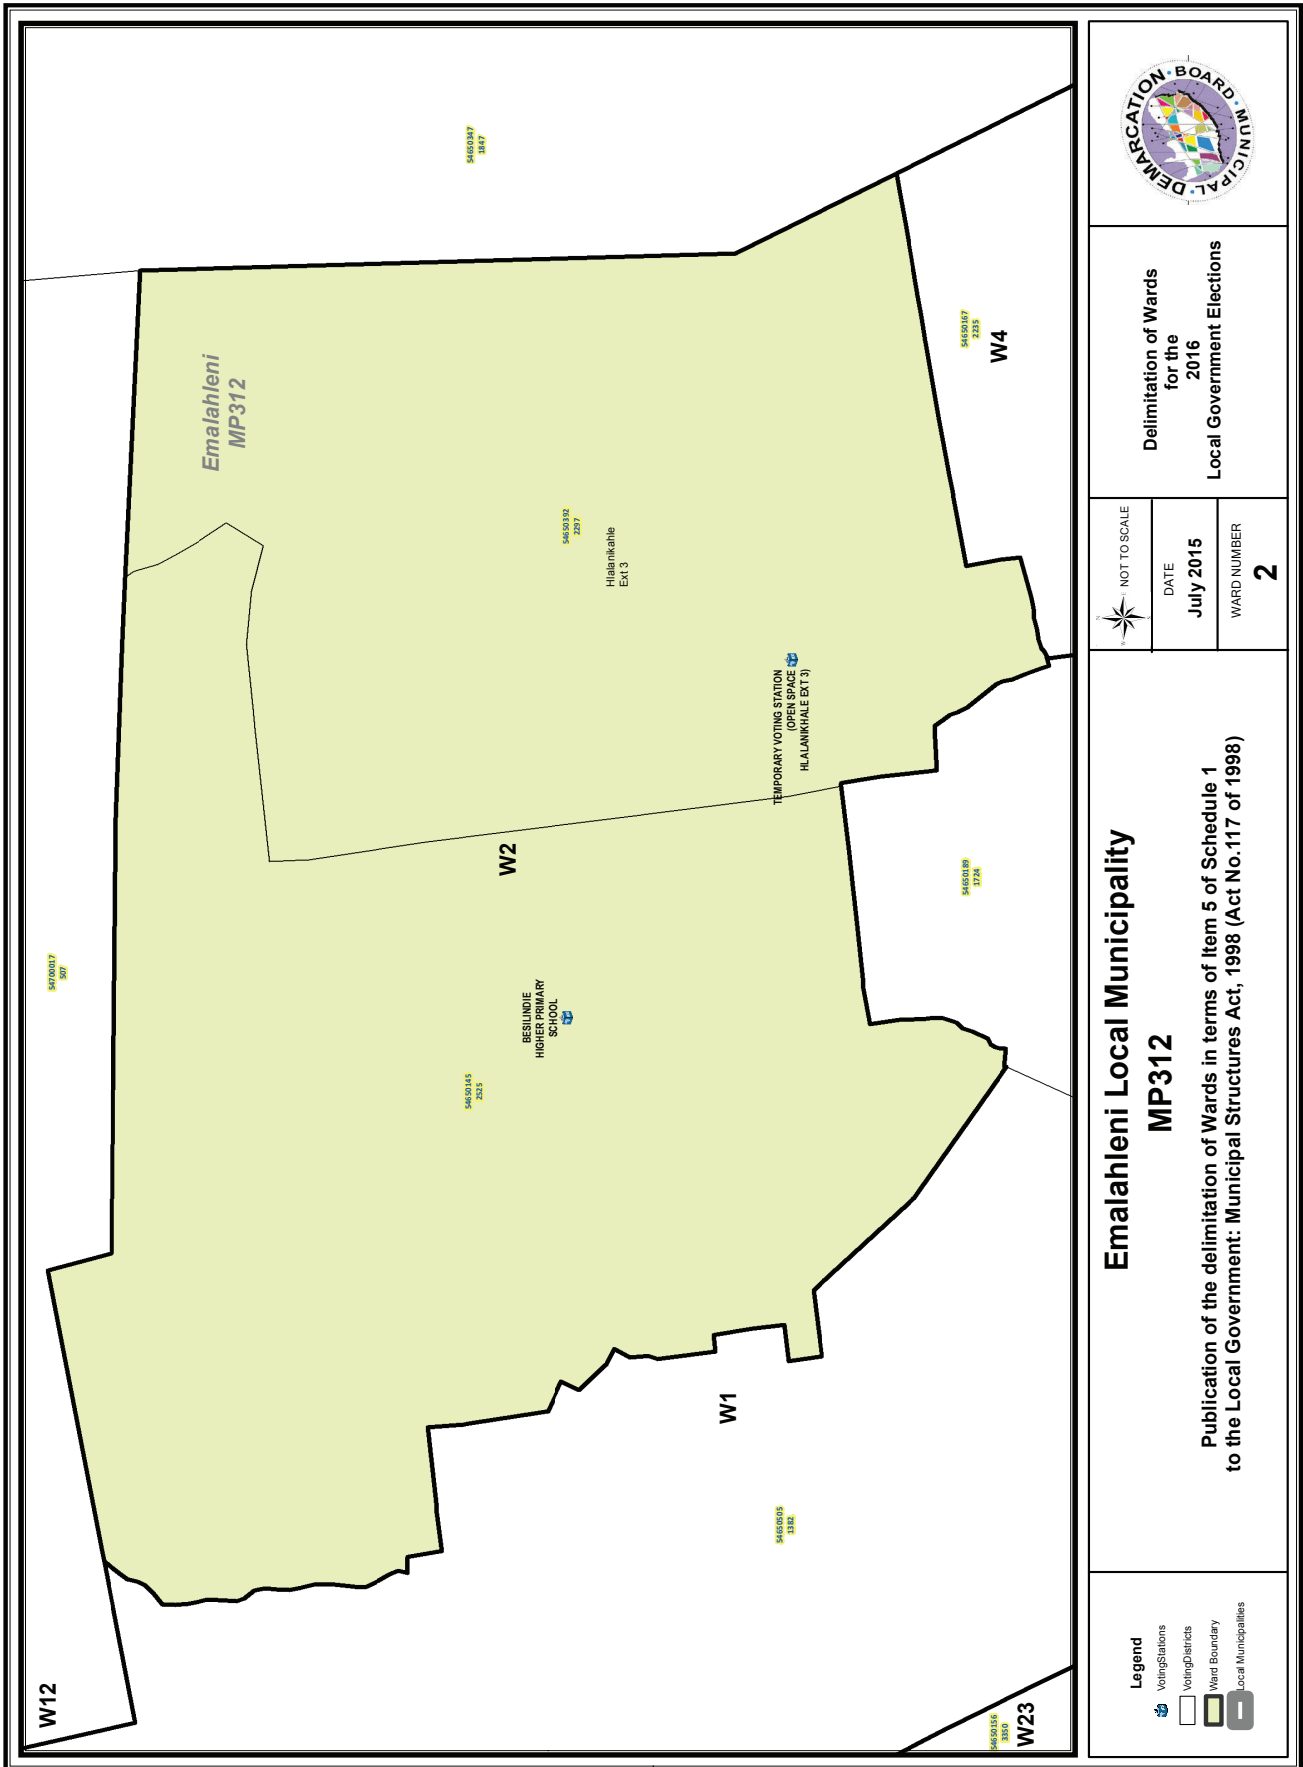 W12
54700017
507
54650347
1847
Emalahleni
MP312
54650392
2297
Hlalanikahle
Ext 3
W2
54650145
2525
BESILINDIE
HIGHER PRIMARY
SCHOOL
TEMPORARY VOTING STATION
(OPEN SPACE
HLALANIKHALE EXT 3)
W1
54650505
1382
54650189
1724
54650167
2235
W4
54650156
3350
W23
Legend
VotingStations
VotingDistricts
Ward Boundary
Local Municipalities
Emalahleni Local Municipality
MP312
Publication of the delimitation of Wards in terms of Item 5 of Schedule 1
to the Local Government: Municipal Structures Act, 1998 (Act No.117 of 1998)
N
W
E
S
NOT TO SCALE
DATE
July 2015
WARD NUMBER
2
Delimitation of Wards
for the
2016
Local Government Elections
MUNICIPAL • DEMARCATION • BOARD •